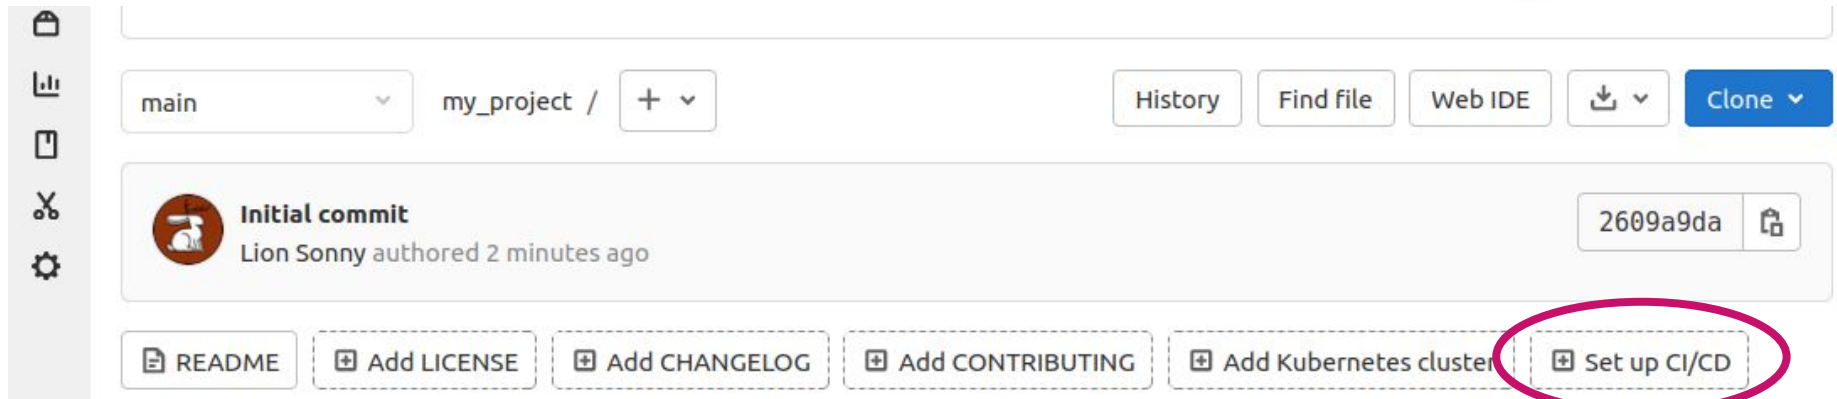 main my_project / History Find file Web IDE Clone
Initial commit
Lion Sonny authored 2 minutes ago
2609a9da
README Add LICENSE Add CHANGELOG Add CONTRIBUTING Add Kubernetes cluster Set up CI/CD